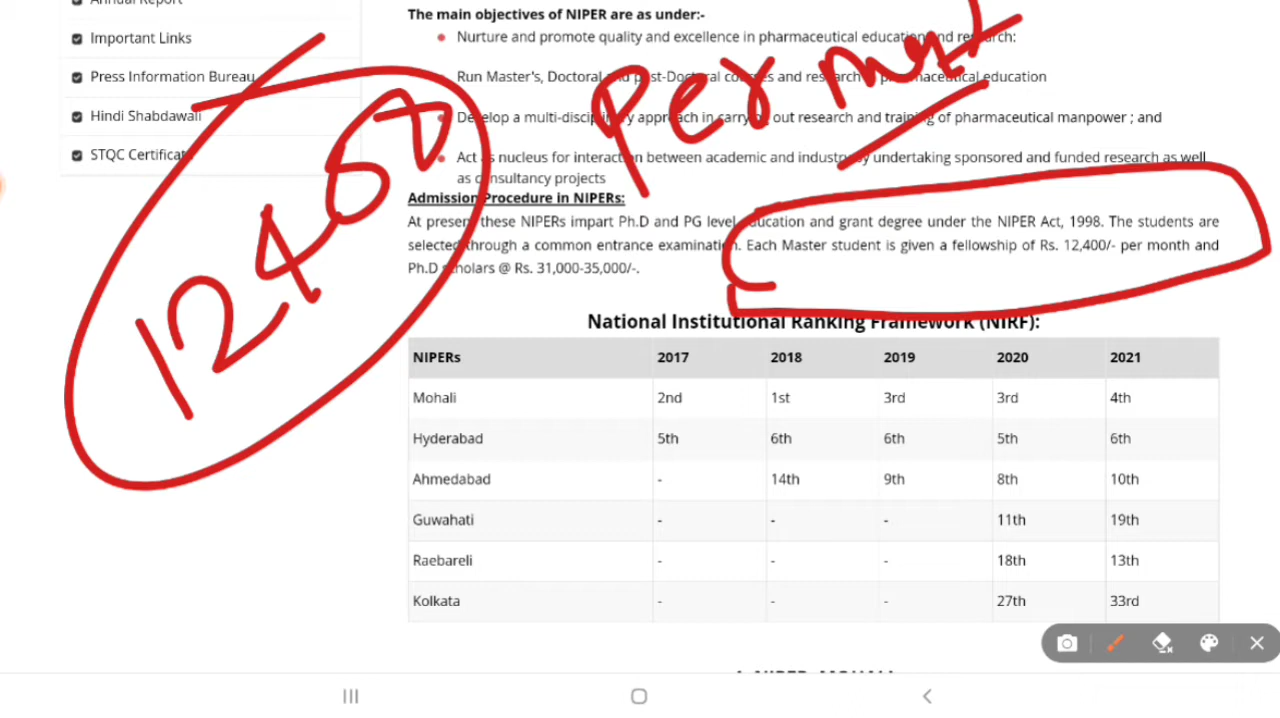 Annual Report
Important Links
Press Information Bureau
Hindi Shabdawali
STQC Certificate
12400
Per
The main objectives of NIPER are as under:-
Nurture and promote quality and excellence in pharmaceutical education and research:
Run Master's, Doctoral and post-Doctoral courses and research in pharmaceutical education
Develop a multi-disciplinary approach in carrying out research and training of pharmaceutical manpower ; and
Act as nucleus for interaction between academic and industry by undertaking sponsored and funded research as well
as consultancy projects
Admission Procedure in NIPERs:
At present these NIPERs impart Ph.D and PG level education and grant degree under the NIPER Act, 1998. The students are
selected through a common entrance examination. Each Master student is given a fellowship of Rs. 12,400/- per month and
Ph.D scholars @ Rs. 31,000-35,000/-.
National Institutional Ranking Framework (NIRF):
NIPERs 2017 2018 2019 2020 2021
Mohali 2nd 1st 3rd 3rd 4th
Hyderabad 5th 6th 6th 5th 6th
Ahmedabad - 14th 9th 8th 10th
Guwahati - - - 11th 19th
Raebareli - - - 18th 13th
Kolkata - - - 27th 33rd